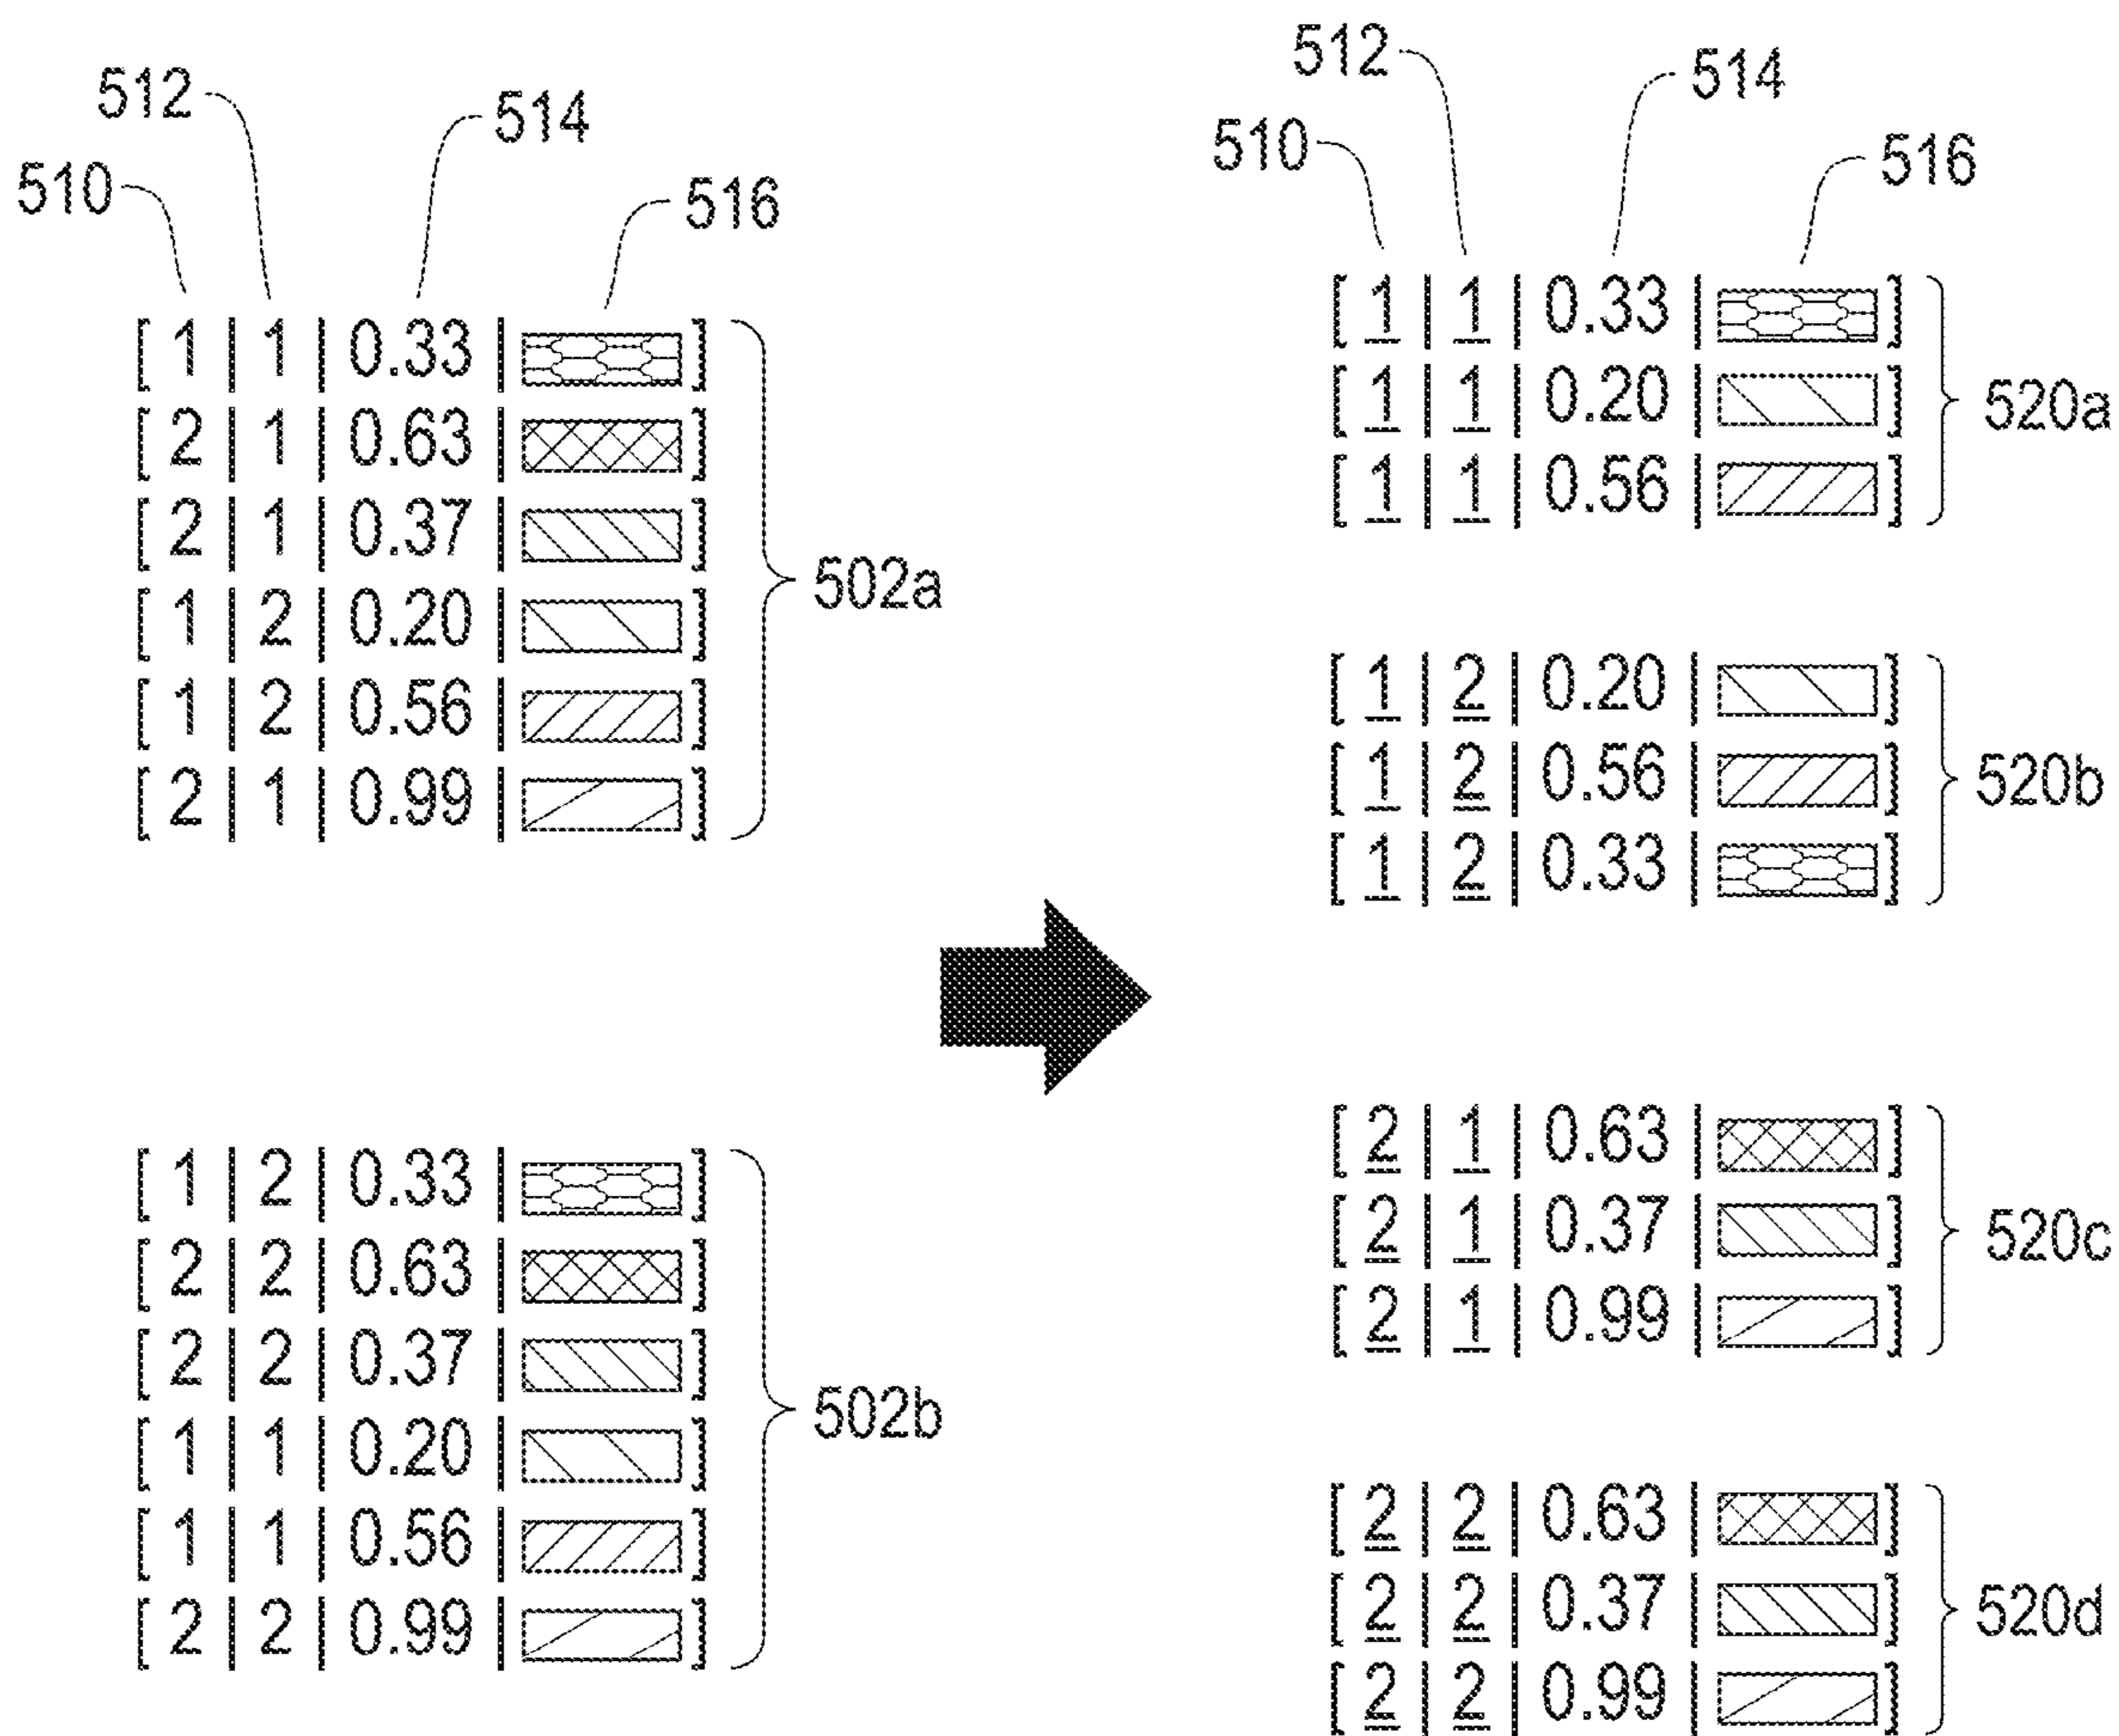 512
514
510
516
[ 1 | 1 | 0.33 | ]
[ 2 | 1 | 0.63 | ]
[ 2 | 1 | 0.37 | ]
[ 1 | 2 | 0.20 | ]
[ 1 | 2 | 0.56 | ]
[ 2 | 1 | 0.99 | ]
502a
[ 1 | 2 | 0.33 | ]
[ 2 | 2 | 0.63 | ]
[ 2 | 2 | 0.37 | ]
[ 1 | 1 | 0.20 | ]
[ 1 | 1 | 0.56 | ]
[ 2 | 2 | 0.99 | ]
502b
512
514
510
516
[ 1 | 1 | 0.33 | ]
[ 1 | 1 | 0.20 | ]
[ 1 | 1 | 0.56 | ]
520a
[ 1 | 2 | 0.20 | ]
[ 1 | 2 | 0.56 | ]
[ 1 | 2 | 0.33 | ]
520b
[ 2 | 1 | 0.63 | ]
[ 2 | 1 | 0.37 | ]
[ 2 | 1 | 0.99 | ]
520c
[ 2 | 2 | 0.63 | ]
[ 2 | 2 | 0.37 | ]
[ 2 | 2 | 0.99 | ]
520d